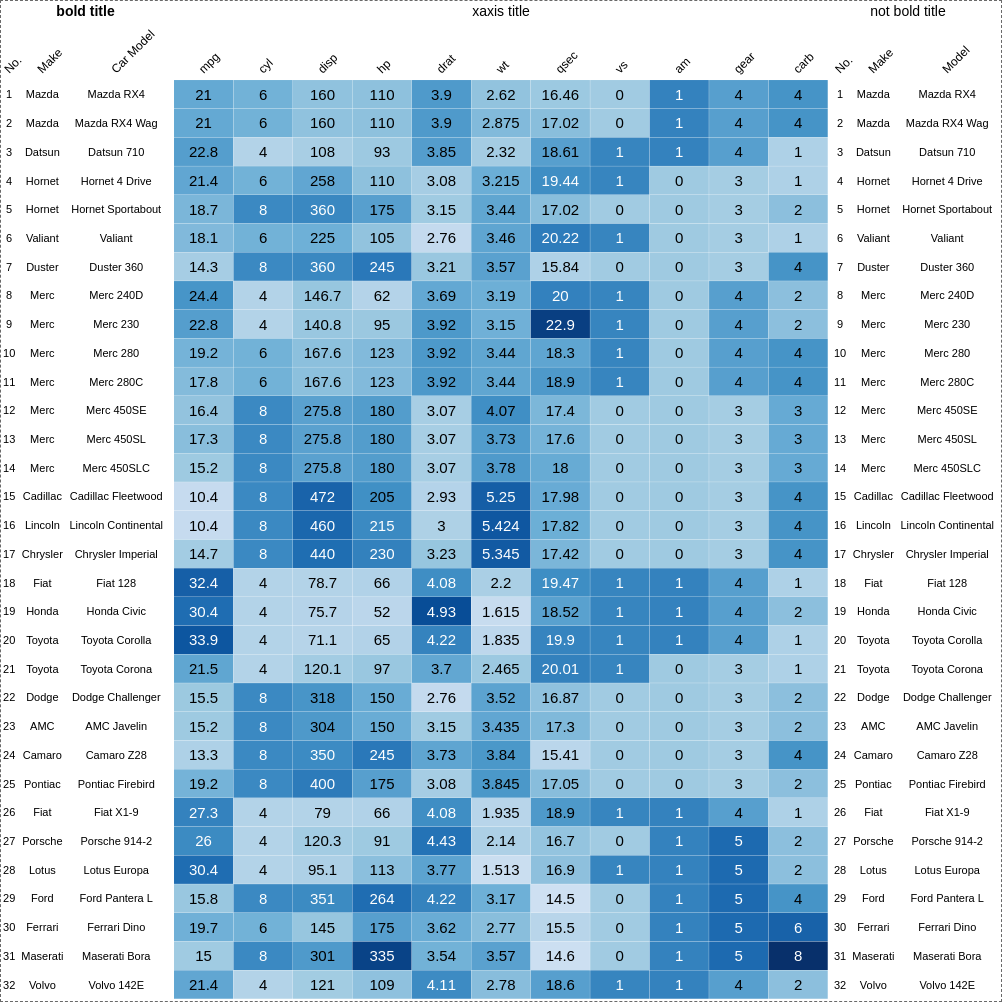 bold title xaxis title not bold title
No. Make Car Model mpg cyl disp hp drat wt qsec vs am gear carb No. Make Model
1 Mazda Mazda RX4 21 6 160 110 3.9 2.62 16.46 0 1 4 4 1 Mazda Mazda RX4
2 Mazda Mazda RX4 Wag 21 6 160 110 3.9 2.875 17.02 0 1 4 4 2 Mazda Mazda RX4 Wag
3 Datsun Datsun 710 22.8 4 108 93 3.85 2.32 18.61 1 1 4 1 3 Datsun Datsun 710
4 Hornet Hornet 4 Drive 21.4 6 258 110 3.08 3.215 19.44 1 0 3 1 4 Hornet Hornet 4 Drive
5 Hornet Hornet Sportabout 18.7 8 360 175 3.15 3.44 17.02 0 0 3 2 5 Hornet Hornet Sportabout
6 Valiant Valiant 18.1 6 225 105 2.76 3.46 20.22 1 0 3 1 6 Valiant Valiant
7 Duster Duster 360 14.3 8 360 245 3.21 3.57 15.84 0 0 3 4 7 Duster Duster 360
8 Merc Merc 240D 24.4 4 146.7 62 3.69 3.19 20 1 0 4 2 8 Merc Merc 240D
9 Merc Merc 230 22.8 4 140.8 95 3.92 3.15 22.9 1 0 4 2 9 Merc Merc 230
10 Merc Merc 280 19.2 6 167.6 123 3.92 3.44 18.3 1 0 4 4 10 Merc Merc 280
11 Merc Merc 280C 17.8 6 167.6 123 3.92 3.44 18.9 1 0 4 4 11 Merc Merc 280C
12 Merc Merc 450SE 16.4 8 275.8 180 3.07 4.07 17.4 0 0 3 3 12 Merc Merc 450SE
13 Merc Merc 450SL 17.3 8 275.8 180 3.07 3.73 17.6 0 0 3 3 13 Merc Merc 450SL
14 Merc Merc 450SLC 15.2 8 275.8 180 3.07 3.78 18 0 0 3 3 14 Merc Merc 450SLC
15 Cadillac Cadillac Fleetwood 10.4 8 472 205 2.93 5.25 17.98 0 0 3 4 15 Cadillac Cadillac Fleetwood
16 Lincoln Lincoln Continental 10.4 8 460 215 3 5.424 17.82 0 0 3 4 16 Lincoln Lincoln Continental
17 Chrysler Chrysler Imperial 14.7 8 440 230 3.23 5.345 17.42 0 0 3 4 17 Chrysler Chrysler Imperial
18 Fiat Fiat 128 32.4 4 78.7 66 4.08 2.2 19.47 1 1 4 1 18 Fiat Fiat 128
19 Honda Honda Civic 30.4 4 75.7 52 4.93 1.615 18.52 1 1 4 2 19 Honda Honda Civic
20 Toyota Toyota Corolla 33.9 4 71.1 65 4.22 1.835 19.9 1 1 4 1 20 Toyota Toyota Corolla
21 Toyota Toyota Corona 21.5 4 120.1 97 3.7 2.465 20.01 1 0 3 1 21 Toyota Toyota Corona
22 Dodge Dodge Challenger 15.5 8 318 150 2.76 3.52 16.87 0 0 3 2 22 Dodge Dodge Challenger
23 AMC AMC Javelin 15.2 8 304 150 3.15 3.435 17.3 0 0 3 2 23 AMC AMC Javelin
24 Camaro Camaro Z28 13.3 8 350 245 3.73 3.84 15.41 0 0 3 4 24 Camaro Camaro Z28
25 Pontiac Pontiac Firebird 19.2 8 400 175 3.08 3.845 17.05 0 0 3 2 25 Pontiac Pontiac Firebird
26 Fiat Fiat X1-9 27.3 4 79 66 4.08 1.935 18.9 1 1 4 1 26 Fiat Fiat X1-9
27 Porsche Porsche 914-2 26 4 120.3 91 4.43 2.14 16.7 0 1 5 2 27 Porsche Porsche 914-2
28 Lotus Lotus Europa 30.4 4 95.1 113 3.77 1.513 16.9 1 1 5 2 28 Lotus Lotus Europa
29 Ford Ford Pantera L 15.8 8 351 264 4.22 3.17 14.5 0 1 5 4 29 Ford Ford Pantera L
30 Ferrari Ferrari Dino 19.7 6 145 175 3.62 2.77 15.5 0 1 5 6 30 Ferrari Ferrari Dino
31 Maserati Maserati Bora 15 8 301 335 3.54 3.57 14.6 0 1 5 8 31 Maserati Maserati Bora
32 Volvo Volvo 142E 21.4 4 121 109 4.11 2.78 18.6 1 1 4 2 32 Volvo Volvo 142E